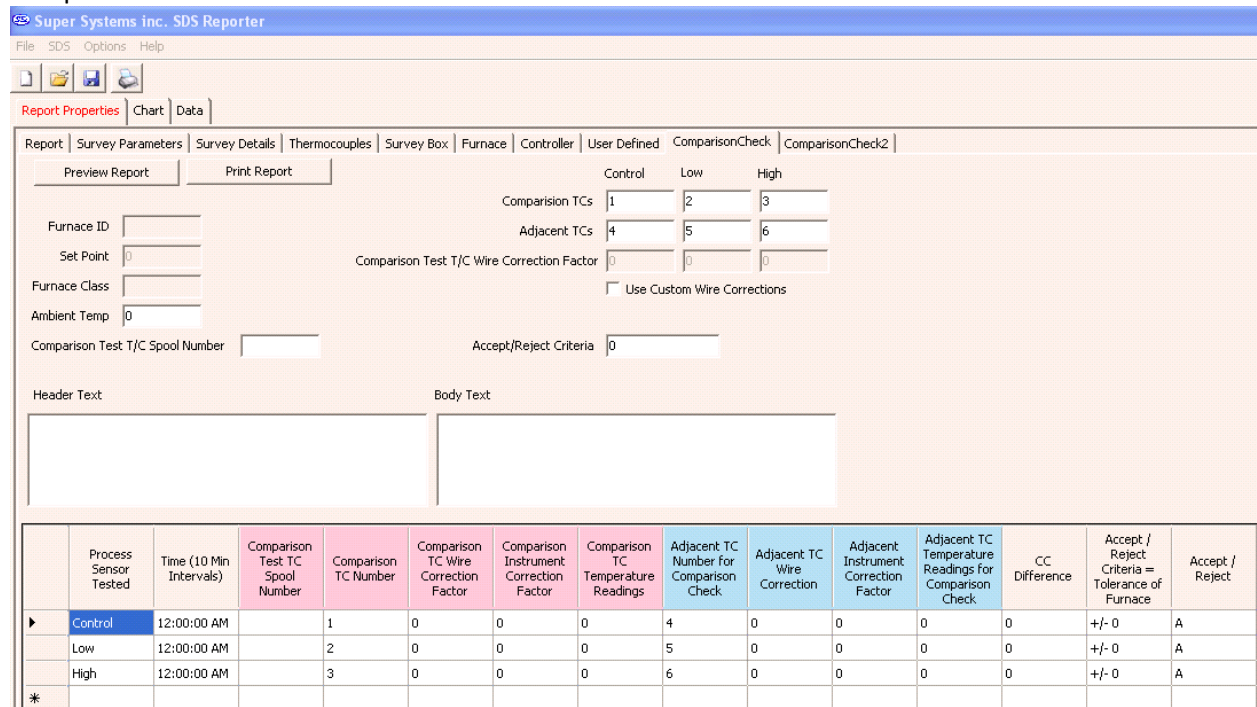 Super Systems inc. SDS Reporter
File SDS Options Help
Report Properties Chart Data
Report Survey Parameters Survey Details Thermocouples Survey Box Furnace Controller User Defined ComparisonCheck ComparisonCheck2
Preview Report Print Report Control Low High
Comparision TCs 1 2 3
Furnace ID Adjacent TCs 4 5 6
Set Point 0 Comparison Test T/C Wire Correction Factor 0 0 0
Furnace Class Use Custom Wire Corrections
Ambient Temp 0
Comparison Test T/C Spool Number Accept/Reject Criteria 0
Header Text Body Text
Process Sensor Tested Time (10 Min Intervals) Comparison Test TC Spool Number Comparison TC Number Comparison TC Wire Correction Factor Comparison Instrument Correction Factor Comparison TC Temperature Readings Adjacent TC Number for Comparison Check Adjacent TC Wire Correction Adjacent Instrument Correction Factor Adjacent TC Temperature Readings for Comparison Check CC Difference Accept / Reject Criteria = Tolerance of Furnace Accept / Reject
Control 12:00:00 AM 1 0 0 0 4 0 0 0 0 +/- 0 A
Low 12:00:00 AM 2 0 0 0 5 0 0 0 0 +/- 0 A
High 12:00:00 AM 3 0 0 0 6 0 0 0 0 +/- 0 A
*